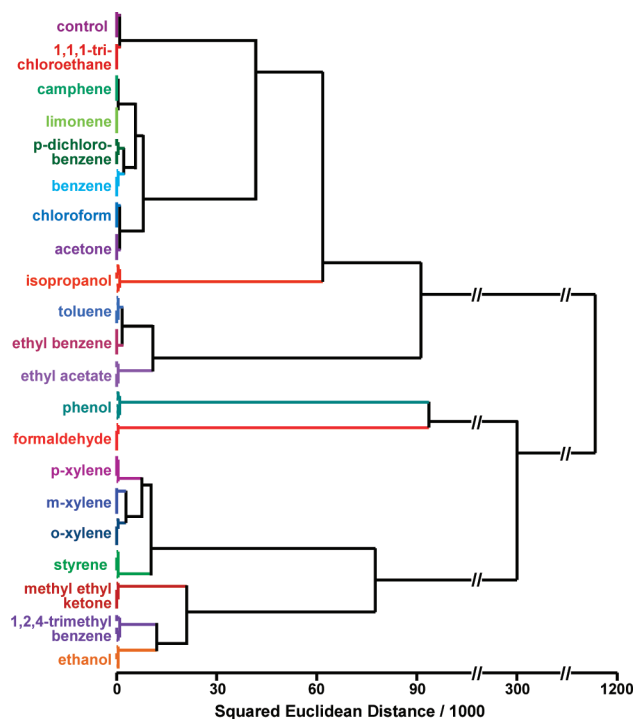 control
1,1,1-tri-
chloroethane
camphene
limonene
p-dichloro-
benzene
benzene
chloroform
acetone
isopropanol
toluene
ethyl benzene
ethyl acetate
phenol
formaldehyde
p-xylene
m-xylene
o-xylene
styrene
methyl ethyl
ketone
1,2,4-trimethyl
benzene
ethanol
0 30 60 90 300 1200
Squared Euclidean Distance / 1000